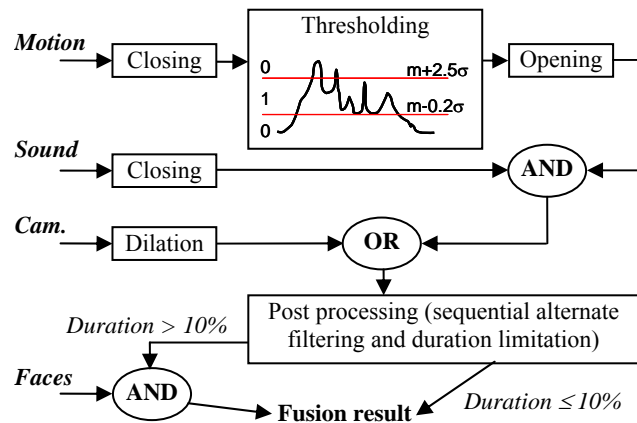 Thresholding
Motion
Closing
0
m+2.5σ
1
m-0.2σ
0
Opening
Sound
Closing
AND
Cam.
Dilation
OR
Post processing (sequential alternate
filtering and duration limitation)
Duration > 10%
Faces
AND
Fusion result
Duration ≤ 10%